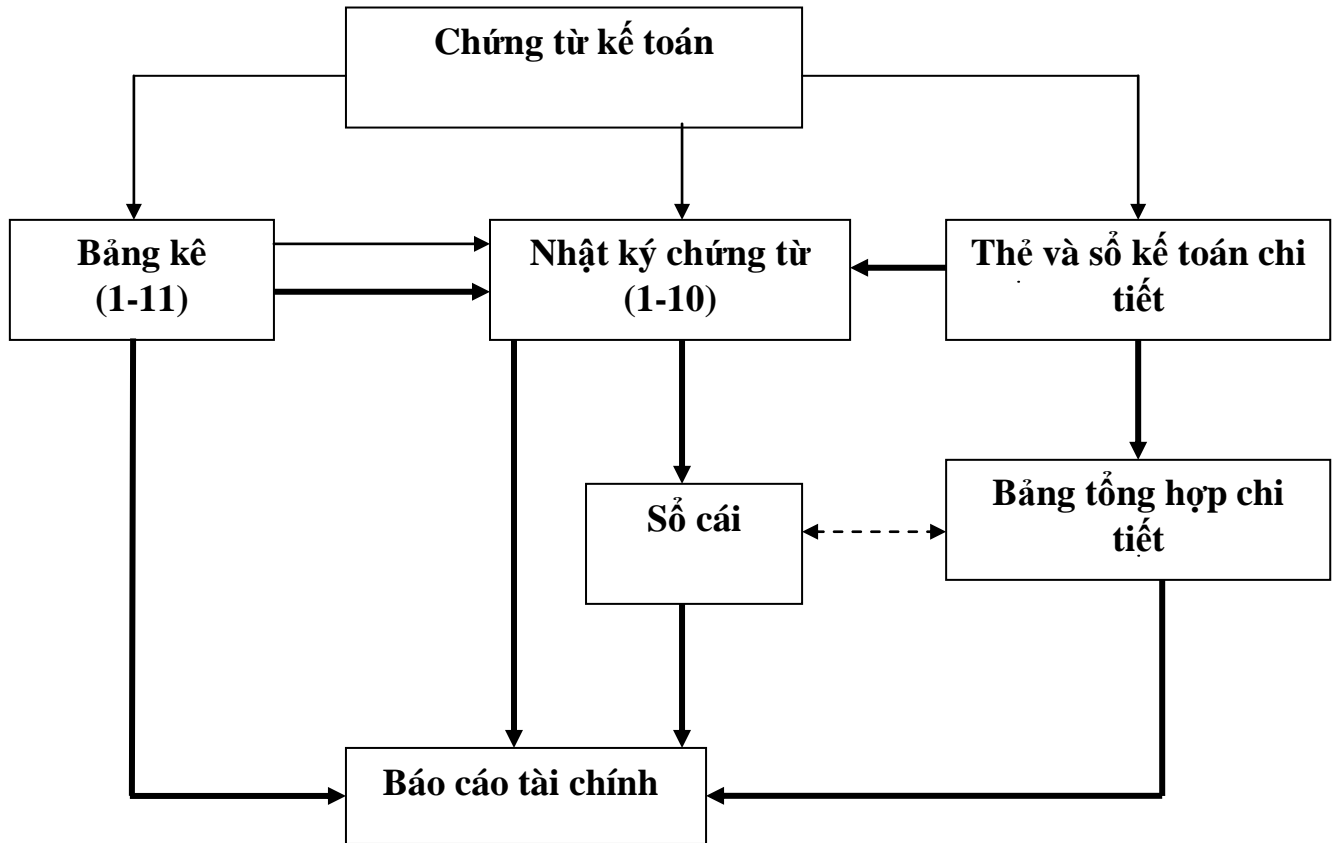 Chứng từ kế toán
Bảng kê
(1-11)
Nhật ký chứng từ
(1-10)
Thẻ và sổ kế toán chi
tiết
Sổ cái
Bảng tổng hợp chi
tiết
Báo cáo tài chính